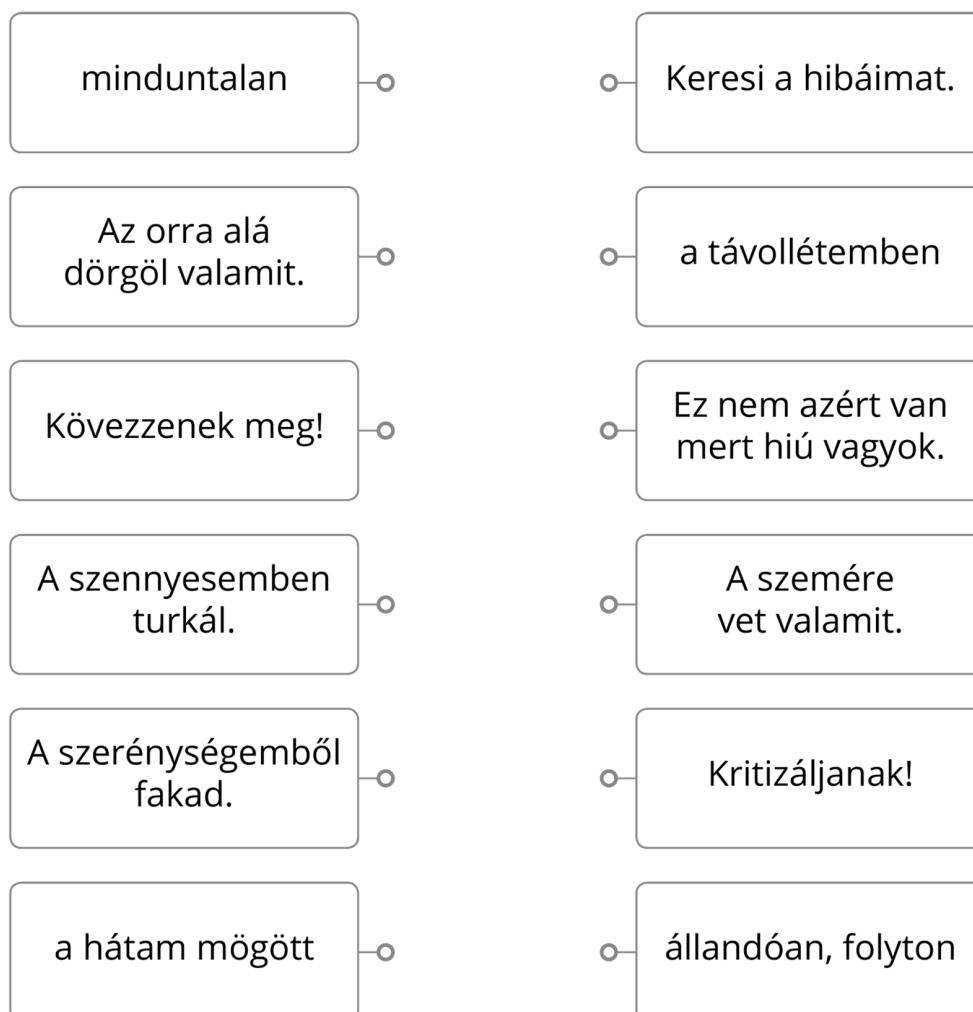 minduntalan
Keresi a hibáimat.
Az orra alá
dörgöl valamit.
a távollétemben
Kövezzenek meg!
Ez nem azért van
mert hiú vagyok.
A szennyesemben
turkál.
A szemére
vet valamit.
A szerénységemből
fakad.
Kritizáljanak!
a hátam mögött
állandóan, folyton